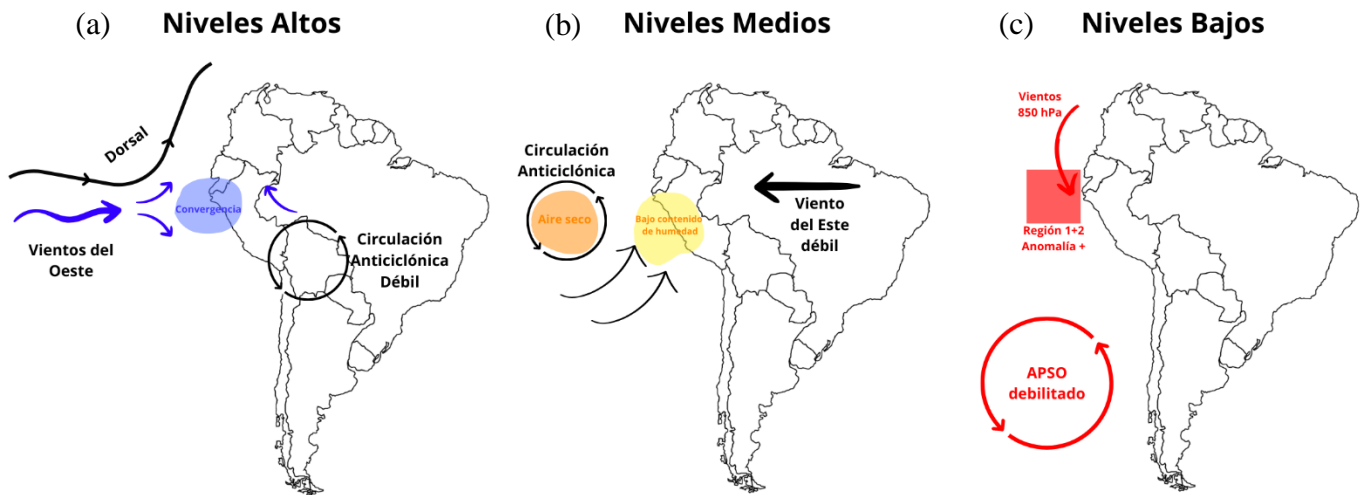 (a) Niveles Altos
Dorsal
Convergencia
Vientos del
Oeste
Circulación
Anticiclónica
Débil
(b) Niveles Medios
Circulación
Anticiclónica
Aire seco
Bajo contenido
de humedad
Viento
del Este
débil
(c) Niveles Bajos
Vientos
850 hPa
Región 1+2
Anomalía +
APSO
debilitado